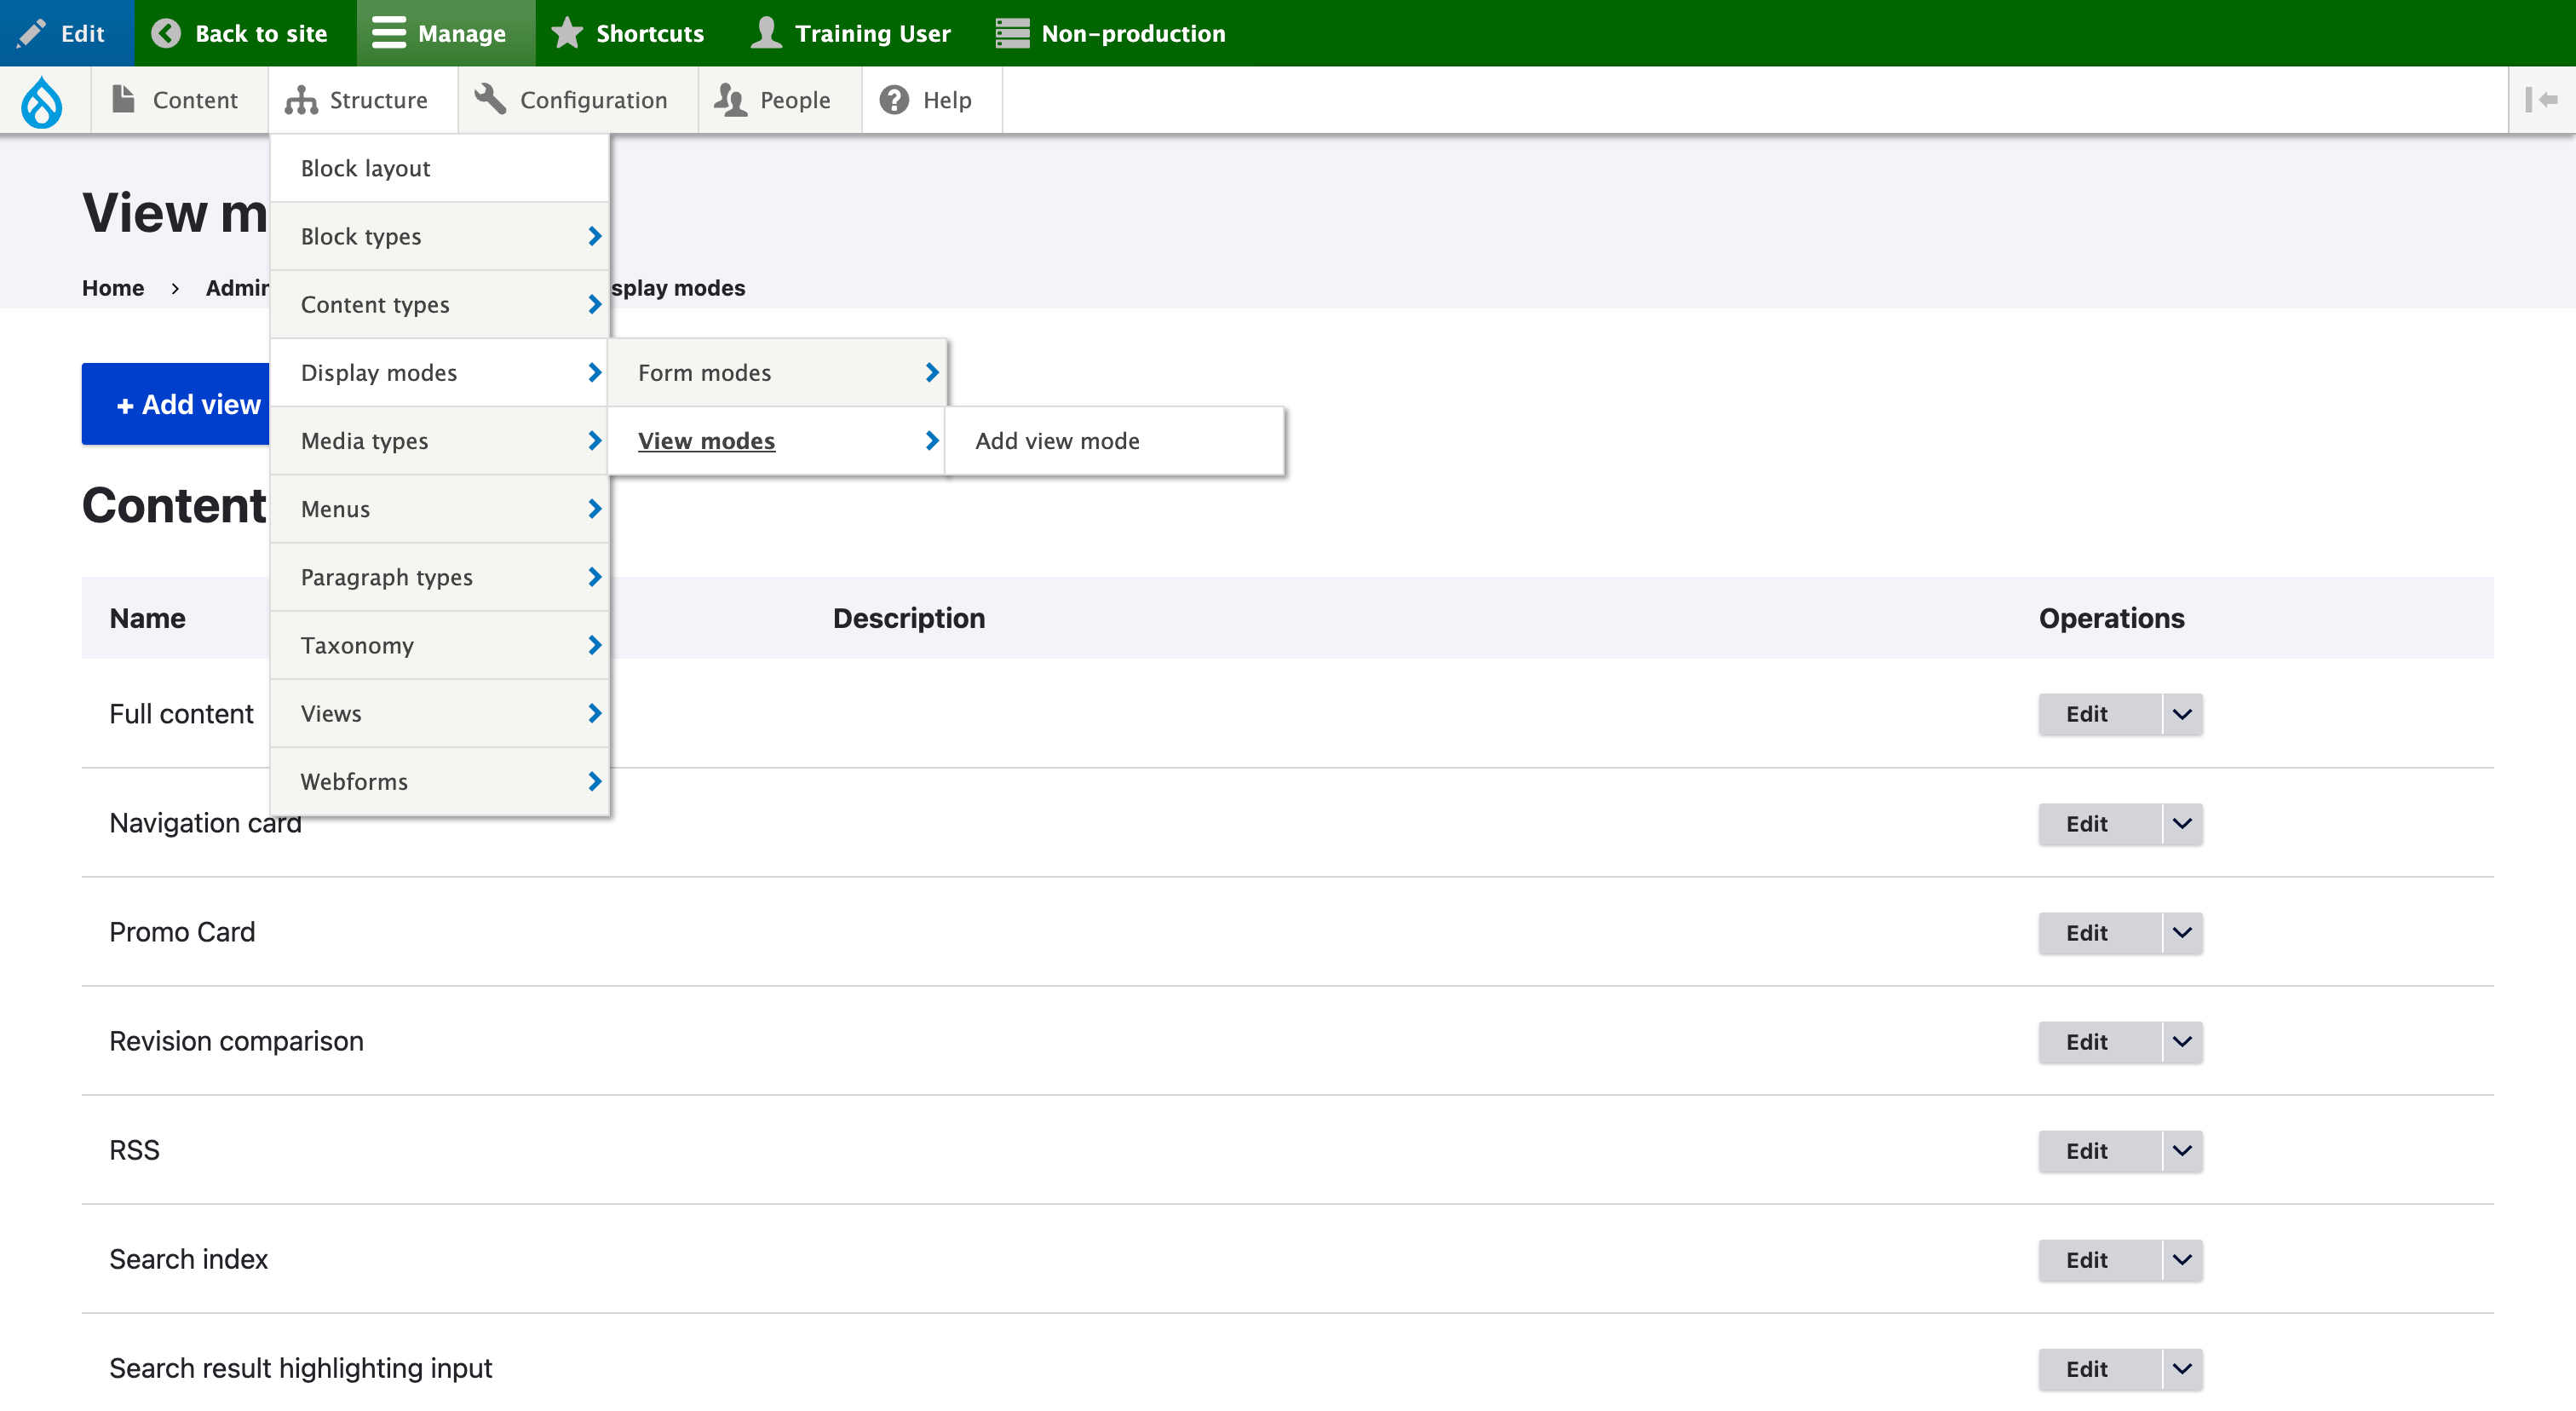 Edit Back to site Manage Shortcuts Training User Non-production
Content Structure Configuration People Help
Block layout
View m
Block types
Home › Admin splay modes
Content types
Display modes Form modes
+ Add view
Media types View modes Add view mode
Content
Menus
Paragraph types
Name Description Operations
Taxonomy
Full content Views Edit
Webforms
Navigation card Edit
Promo Card Edit
Revision comparison Edit
RSS Edit
Search index Edit
Search result highlighting input Edit